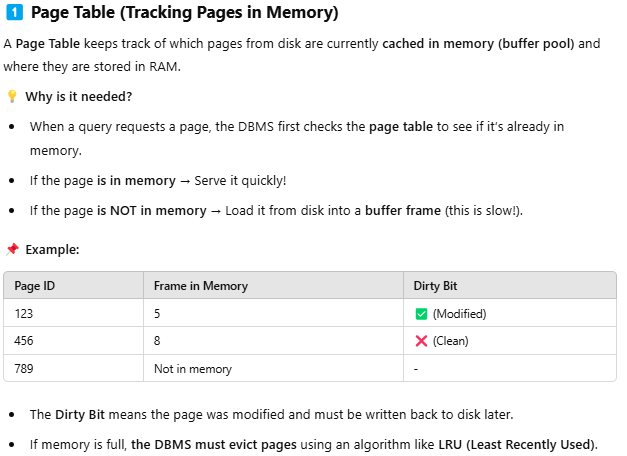 1 Page Table (Tracking Pages in Memory)
A Page Table keeps track of which pages from disk are currently cached in memory (buffer pool) and
where they are stored in RAM.
💡 Why is it needed?
• When a query requests a page, the DBMS first checks the page table to see if it's already in
memory.
• If the page is in memory → Serve it quickly!
• If the page is NOT in memory → Load it from disk into a buffer frame (this is slow!).
📌 Example:
Page ID Frame in Memory Dirty Bit
123 5 ✅ (Modified)
456 8 ❌ (Clean)
789 Not in memory -
• The Dirty Bit means the page was modified and must be written back to disk later.
• If memory is full, the DBMS must evict pages using an algorithm like LRU (Least Recently Used).